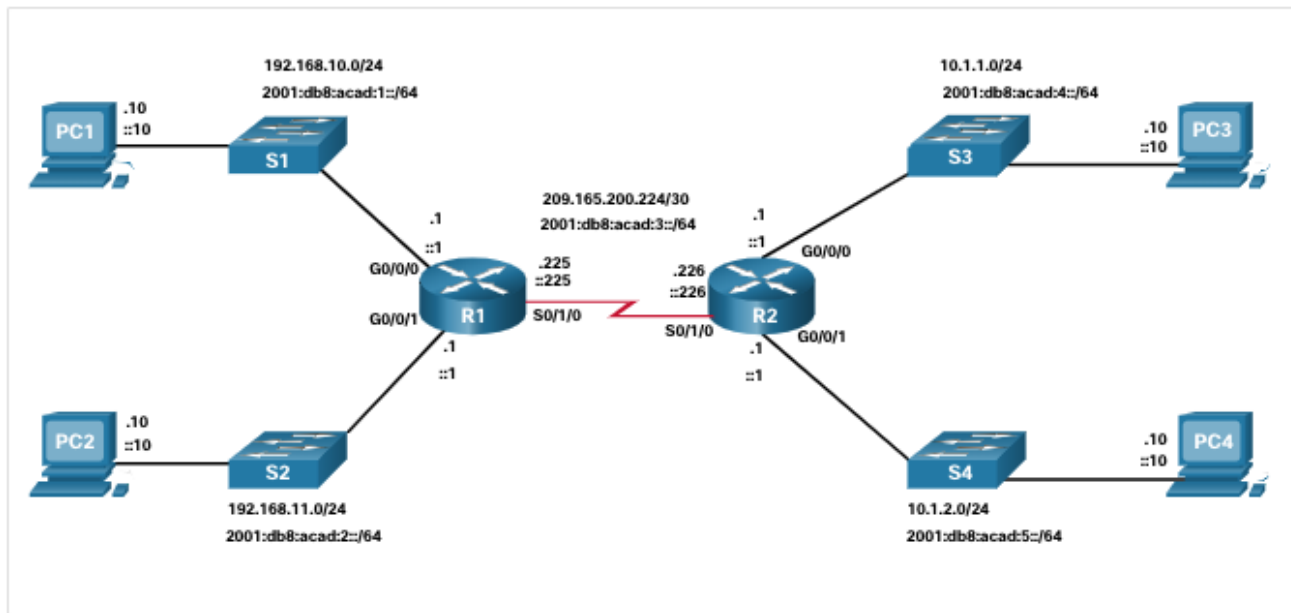 192.168.10.0/24
2001:db8:acad:1::/64
10.1.1.0/24
2001:db8:acad:4::/64
.10
::10
PC1
S1
.10
::10
PC3
S3
209.165.200.224/30
2001:db8:acad:3::/64
.1
::1
G0/0/0
.1
::1
G0/0/0
.225
::225
.226
::226
R1
S0/1/0
G0/0/1
R2
S0/1/0
G0/0/1
.1
::1
.1
::1
.10
::10
PC2
S2
.10
::10
PC4
S4
192.168.11.0/24
2001:db8:acad:2::/64
10.1.2.0/24
2001:db8:acad:5::/64